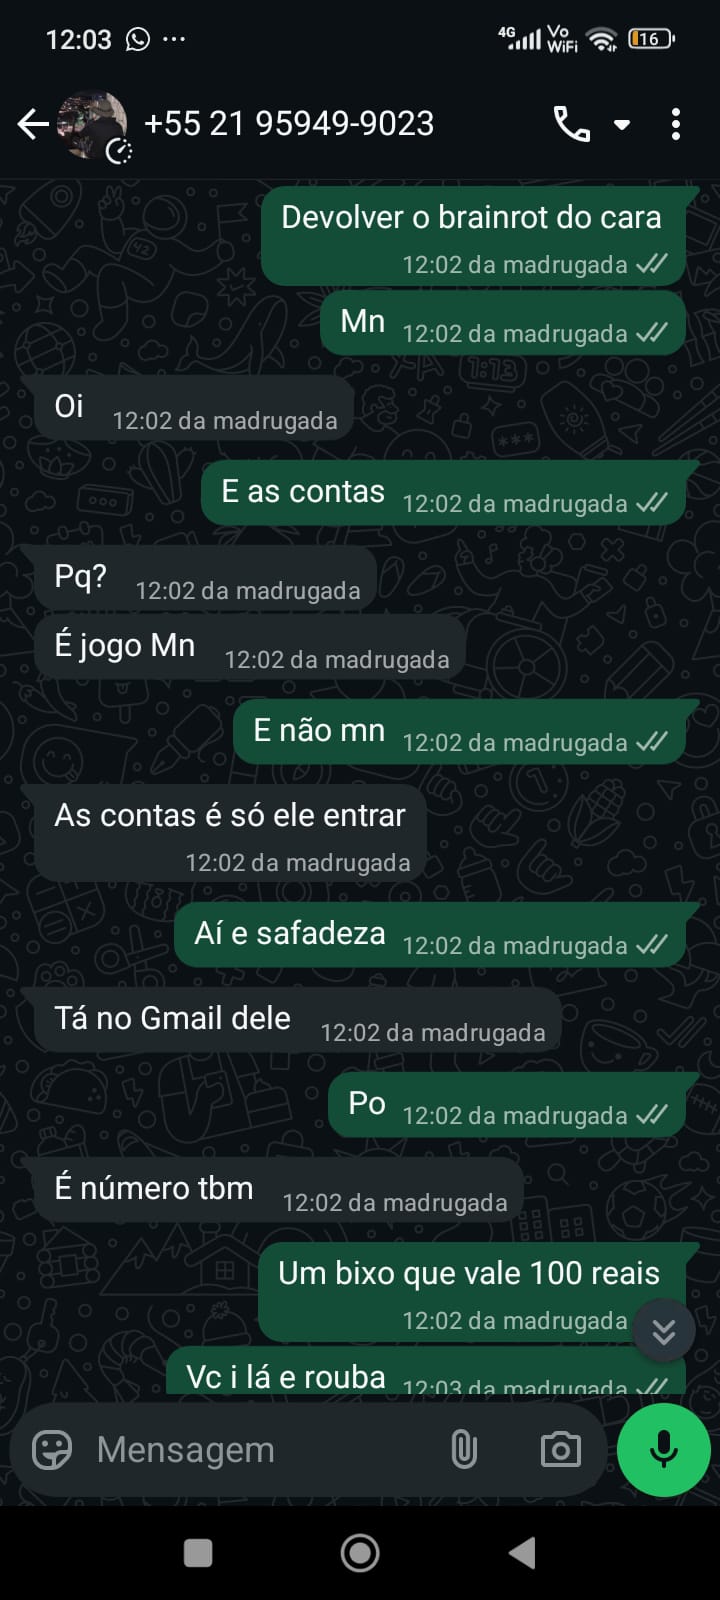 12:03
4G
Vo
WiFi
16
+55 21 95949-9023
Devolver o brainrot do cara
12:02 da madrugada
Mn 12:02 da madrugada
Oi 12:02 da madrugada
E as contas 12:02 da madrugada
Pq? 12:02 da madrugada
É jogo Mn 12:02 da madrugada
E não mn 12:02 da madrugada
As contas é só ele entrar
12:02 da madrugada
Aí e safadeza 12:02 da madrugada
Tá no Gmail dele 12:02 da madrugada
Po 12:02 da madrugada
É número tbm 12:02 da madrugada
Um bixo que vale 100 reais
12:02 da madrugada
Vc i lá e rouba 12:03 da madrugada
Mensagem